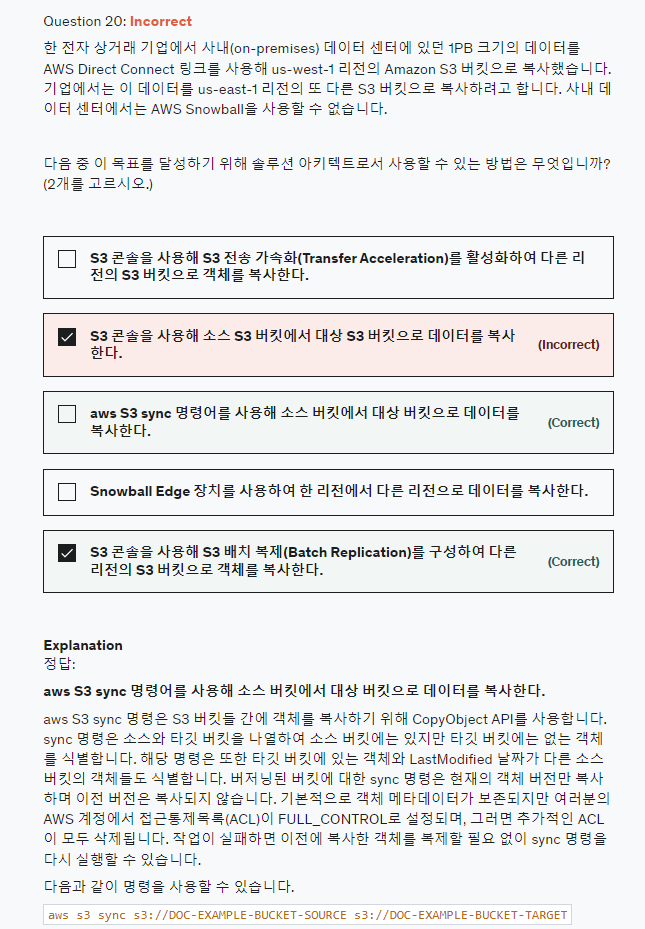 Question 20: Incorrect
한 전자 상거래 기업에서 사내(on-premises) 데이터 센터에 있던 1PB 크기의 데이터를
AWS Direct Connect 링크를 사용해 us-west-1 리전의 Amazon S3 버킷으로 복사했습니다.
기업에서는 이 데이터를 us-east-1 리전의 또 다른 S3 버킷으로 복사하려고 합니다. 사내 데
이터 센터에서는 AWS Snowball을 사용할 수 없습니다.
다음 중 이 목표를 달성하기 위해 솔루션 아키텍트로서 사용할 수 있는 방법은 무엇입니까?
(2개를 고르시오.)
S3 콘솔을 사용해 S3 전송 가속화(Transfer Acceleration)를 활성화하여 다른 리
전의 S3 버킷으로 객체를 복사한다.
S3 콘솔을 사용해 소스 S3 버킷에서 대상 S3 버킷으로 데이터를 복사
한다.
(Incorrect)
aws S3 sync 명령어를 사용해 소스 버킷에서 대상 버킷으로 데이터를
복사한다.
(Correct)
Snowball Edge 장치를 사용하여 한 리전에서 다른 리전으로 데이터를 복사한다.
S3 콘솔을 사용해 S3 배치 복제(Batch Replication)를 구성하여 다른
리전의 S3 버킷으로 객체를 복사한다.
(Correct)
Explanation
정답:
aws S3 sync 명령어를 사용해 소스 버킷에서 대상 버킷으로 데이터를 복사한다.
aws S3 sync 명령은 S3 버킷들 간에 객체를 복사하기 위해 CopyObject API를 사용합니다.
sync 명령은 소스와 타깃 버킷을 나열하여 소스 버킷에는 있지만 타깃 버킷에는 없는 객체
를 식별합니다. 해당 명령은 또한 타깃 버킷에 있는 객체와 LastModified 날짜가 다른 소스
버킷의 객체들도 식별합니다. 버저닝된 버킷에 대한 sync 명령은 현재의 객체 버전만 복사
하며 이전 버전은 복사되지 않습니다. 기본적으로 객체 메타데이터가 보존되지만 여러분의
AWS 계정에서 접근통제목록(ACL)이 FULL_CONTROL로 설정되며, 그러면 추가적인 ACL
이 모두 삭제됩니다. 작업이 실패하면 이전에 복사한 객체를 복제할 필요 없이 sync 명령을
다시 실행할 수 있습니다.
다음과 같이 명령을 사용할 수 있습니다.
aws s3 sync s3://DOC-EXAMPLE-BUCKET-SOURCE s3://DOC-EXAMPLE-BUCKET-TARGET